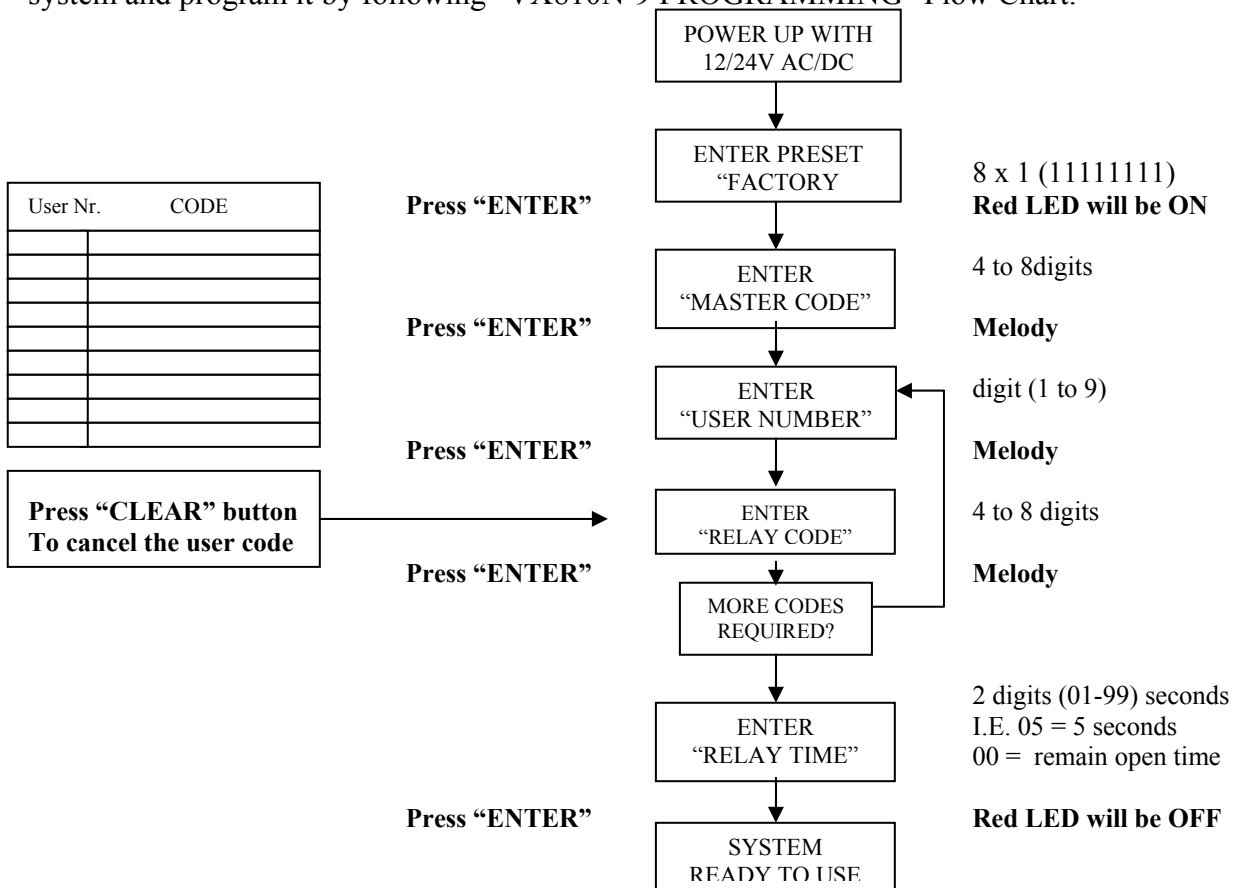 system and program it by following "VX810N-9 PROGRAMMING" Flow Chart.
POWER UP WITH
12/24V AC/DC
ENTER PRESET
“FACTORY
8 x 1 (11111111)
User Nr. CODE
Press “ENTER”
Red LED will be ON
ENTER
“MASTER CODE”
4 to 8digits
Press “ENTER”
Melody
ENTER
“USER NUMBER”
digit (1 to 9)
Press “ENTER”
Melody
Press “CLEAR” button
To cancel the user code
ENTER
“RELAY CODE”
4 to 8 digits
Press “ENTER”
Melody
MORE CODES
REQUIRED?
ENTER
“RELAY TIME”
2 digits (01-99) seconds
I.E. 05 = 5 seconds
00 = remain open time
Press “ENTER”
Red LED will be OFF
SYSTEM
READY TO USE